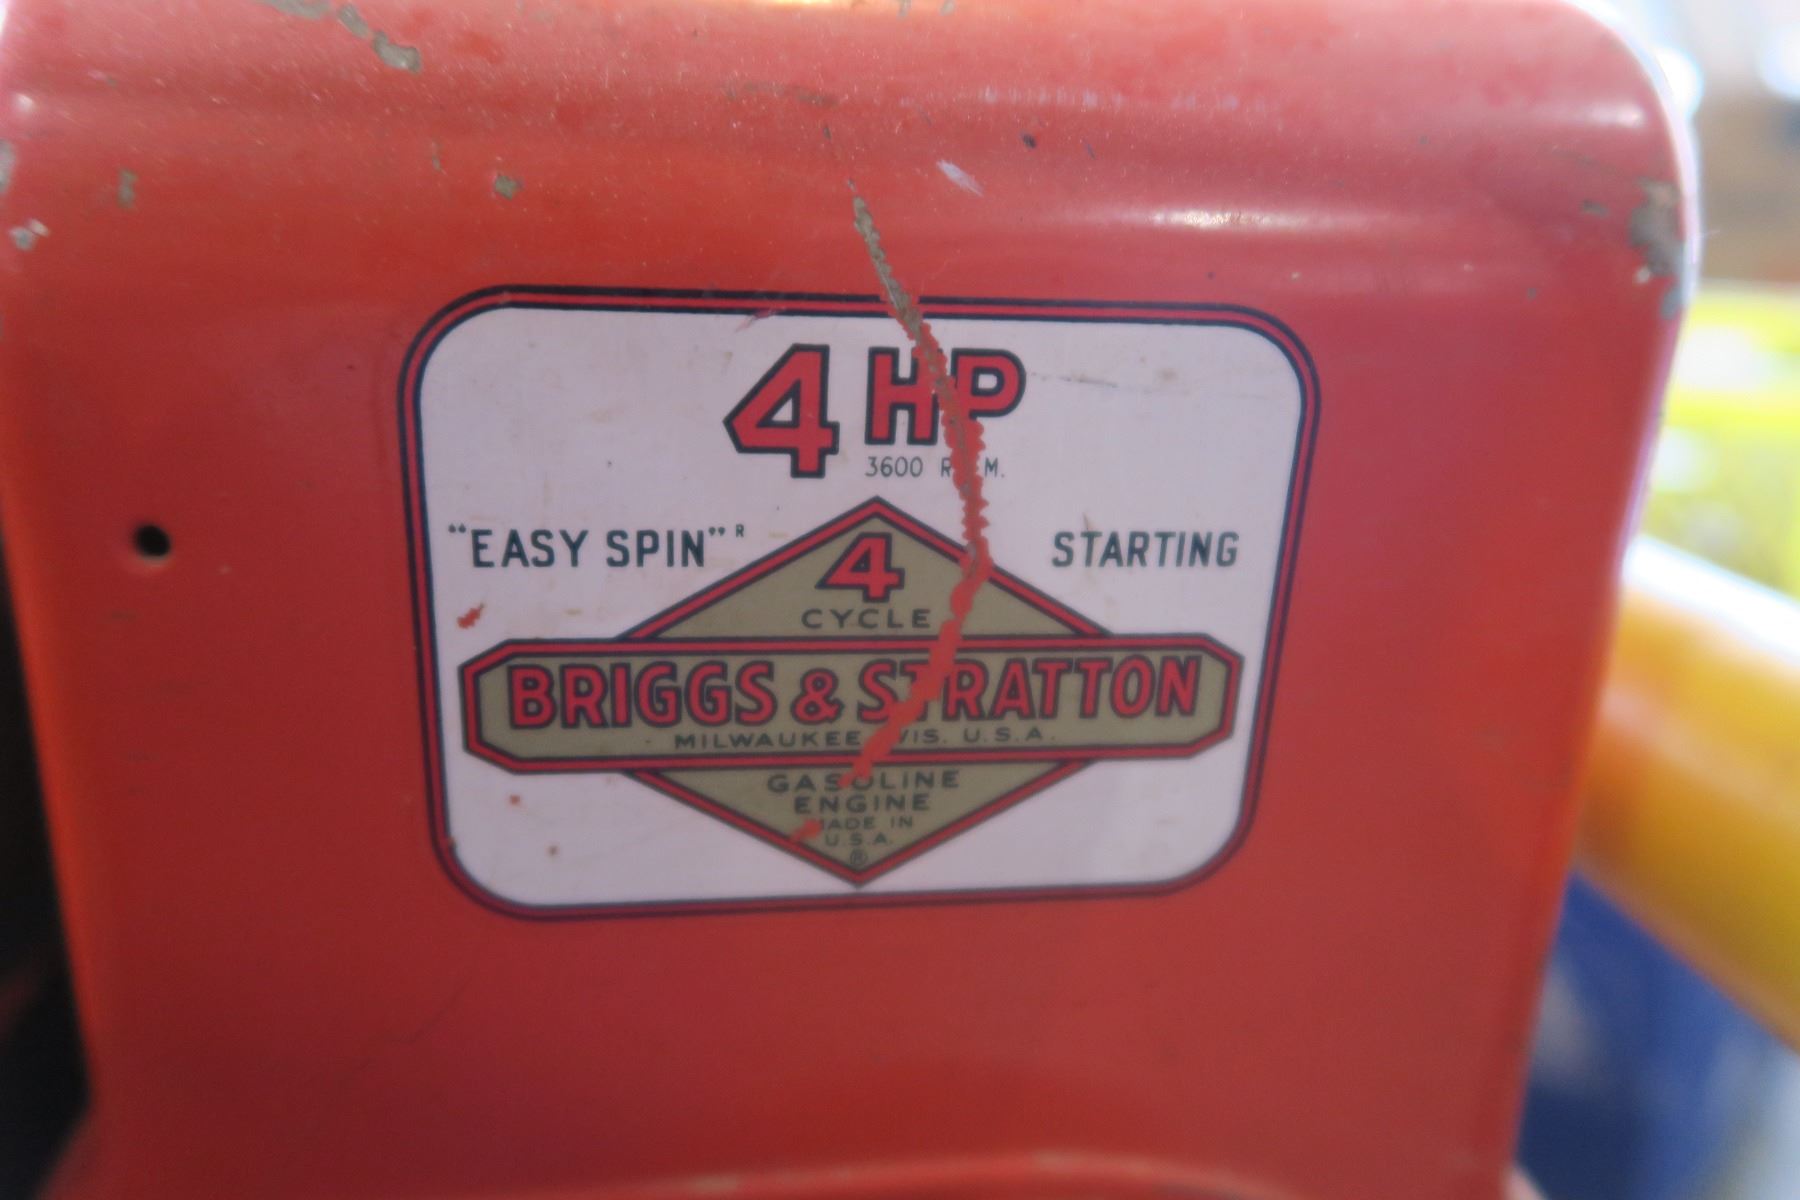 4 HP
3600 R.P.M.
"EASY SPIN"R STARTING
4
CYCLE
BRIGGS & STRATTON
MILWAUKEE WIS. U.S.A.
GASOLINE
ENGINE
MADE IN
U.S.A.
®